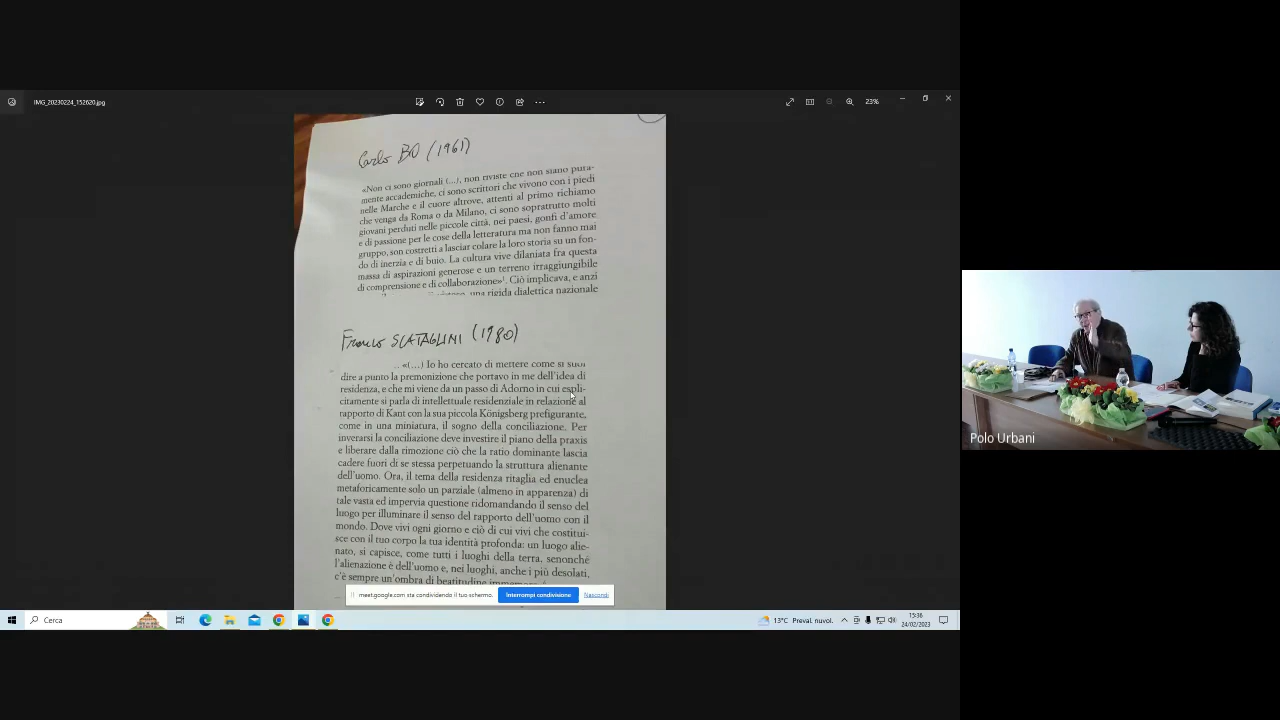 IMG_20230224_152620.jpg
23%
Carlo BO (1961)
«Non ci sono giornali (...), non riviste che non siano pura-
mente accademiche, ci sono scrittori che vivono con i piedi
nelle Marche e il cuore altrove, attenti al primo richiamo
che venga da Roma o da Milano, ci sono soprattutto molti
giovani perduti nelle piccole città, nei paesi, gonfi d'amore
e di passione per le cose della letteratura ma non fanno mai
gruppo, son costretti a lasciar colare la loro storia su un fon-
do di inerzia e di buio. La cultura vive dilaniata fra questa
massa di aspirazioni generose e un terreno irraggiungibile
di comprensione e di collaborazione»¹. Ciò implicava, e anzi
una rigida dialettica nazionale
Franco SCATAGLINI (1980)
«(...) Io ho cercato di mettere come si suol
dire a punto la premonizione che portavo in me dell'idea di
residenza, e che mi viene da un passo di Adorno in cui espli-
citamente si parla di intellettuale residenziale in relazione al
rapporto di Kant con la sua piccola Königsberg prefigurante,
come in una miniatura, il sogno della conciliazione. Per
inverarsi la conciliazione deve investire il piano della praxis
e liberare dalla rimozione ciò che la ratio dominante lascia
cadere fuori di se stessa perpetuando la struttura alienante
dell'uomo. Ora, il tema della residenza ritaglia ed enuclea
metaforicamente solo un parziale (almeno in apparenza) di
tale vasta ed impervia questione ridomandando il senso del
luogo per illuminare il senso del rapporto dell'uomo con il
mondo. Dove vivi ogni giorno e ciò di cui vivi che costitui-
sce con il tuo corpo la tua identità profonda: un luogo alie-
nato, si capisce, come tutti i luoghi della terra, senonché
l'alienazione è dell'uomo e, nei luoghi, anche i più desolati,
c'è sempre un'ombra di beatitudine
meet.google.com sta condividendo il tuo schermo.
Interrompi condivisione
Nascondi
Cerca
13°C Preval. nuvol.
15:36
24/02/2023
Polo Urbani